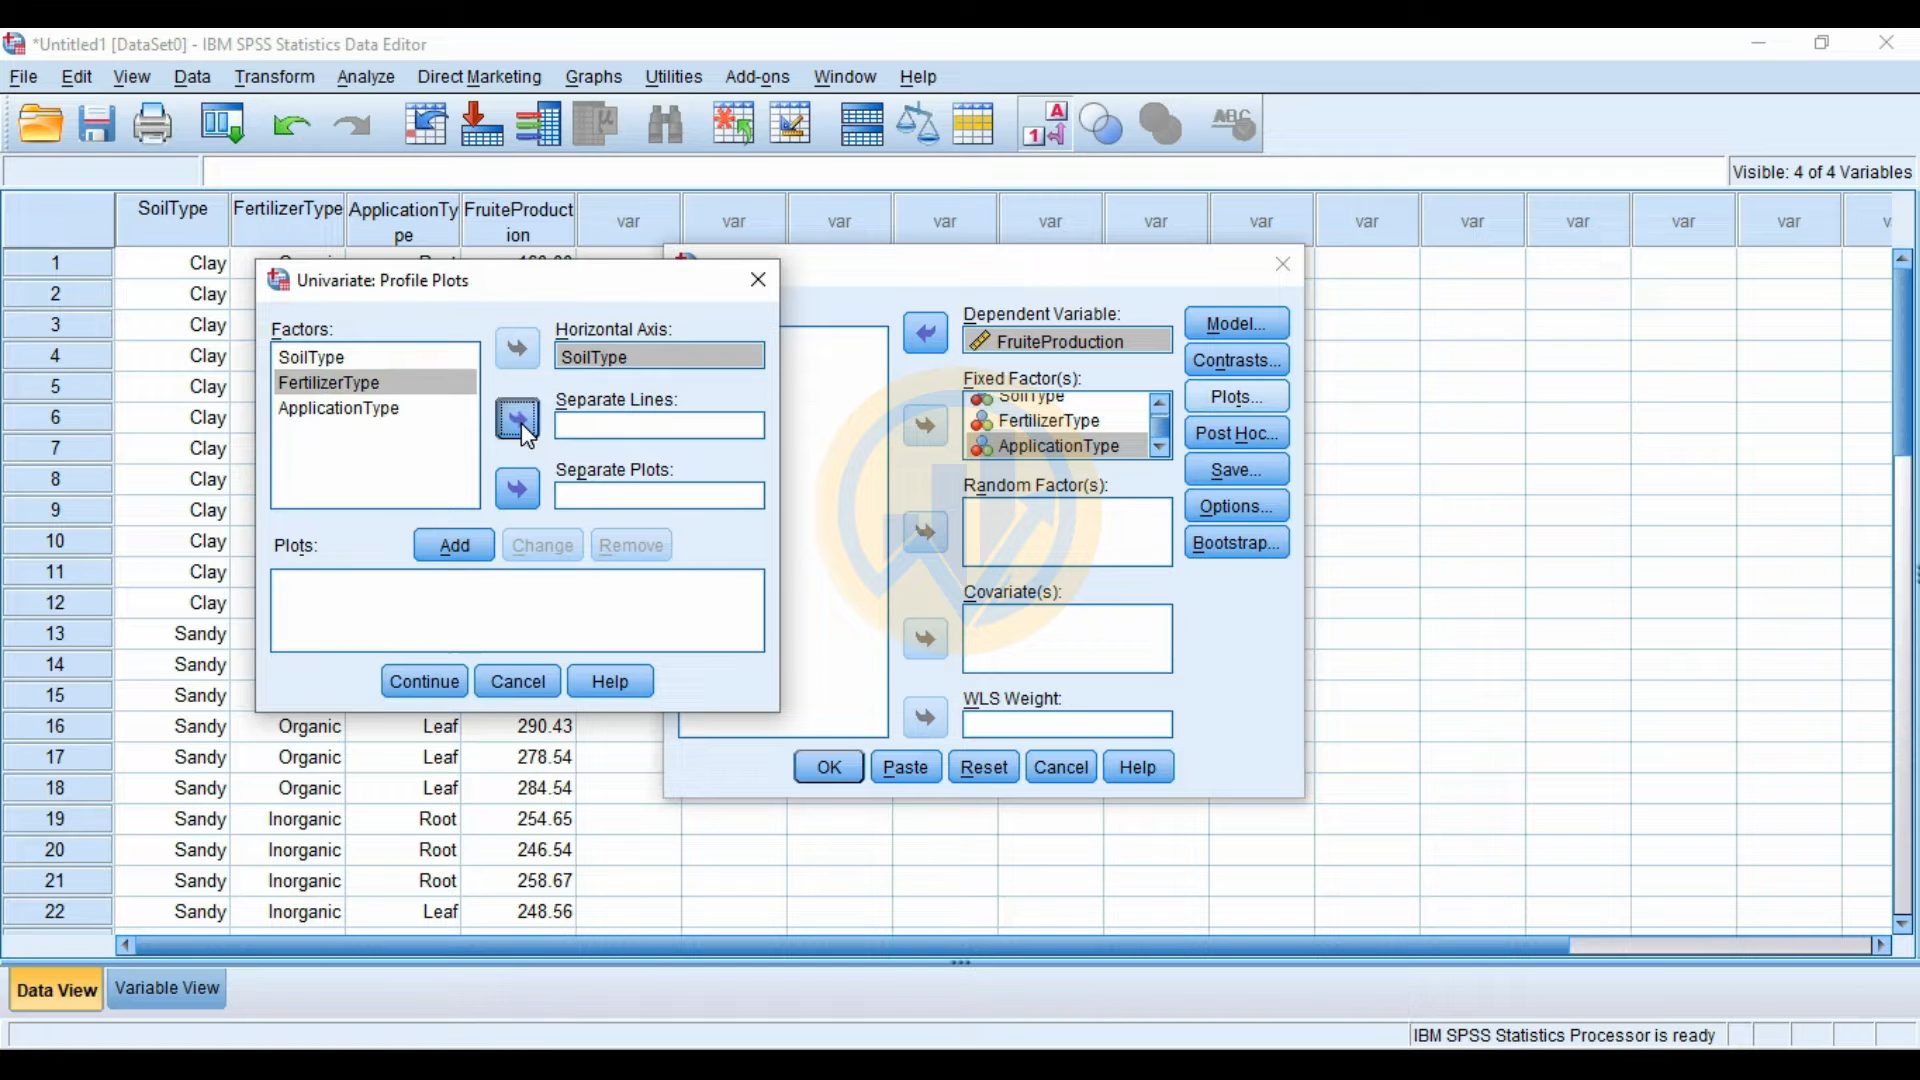 *Untitled1 [DataSet0] - IBM SPSS Statistics Data Editor
File Edit View Data Transform Analyze Direct Marketing Graphs Utilities Add-ons Window Help
Visible: 4 of 4 Variables
SoilType FertilizerType ApplicationType FruiteProduction var var var var var var var var var var var var
1 Clay
2 Clay
3 Clay
4 Clay
5 Clay
6 Clay
7 Clay
8 Clay
9 Clay
10 Clay
11 Clay
12 Clay
13 Sandy
14 Sandy
15 Sandy
16 Sandy Organic Leaf 290.43
17 Sandy Organic Leaf 278.54
18 Sandy Organic Leaf 284.54
19 Sandy Inorganic Root 254.65
20 Sandy Inorganic Root 246.54
21 Sandy Inorganic Root 258.67
22 Sandy Inorganic Leaf 248.56
Univariate: Profile Plots
Factors:
SoilType
FertilizerType
ApplicationType
Horizontal Axis:
SoilType
Separate Lines:
Separate Plots:
Plots: Add Change Remove
Continue Cancel Help
Dependent Variable:
FruiteProduction
Fixed Factor(s):
SoilType
FertilizerType
ApplicationType
Random Factor(s):
Covariate(s):
WLS Weight:
Model...
Contrasts...
Plots...
Post Hoc...
Save...
Options...
Bootstrap...
OK Paste Reset Cancel Help
Data View Variable View
IBM SPSS Statistics Processor is ready